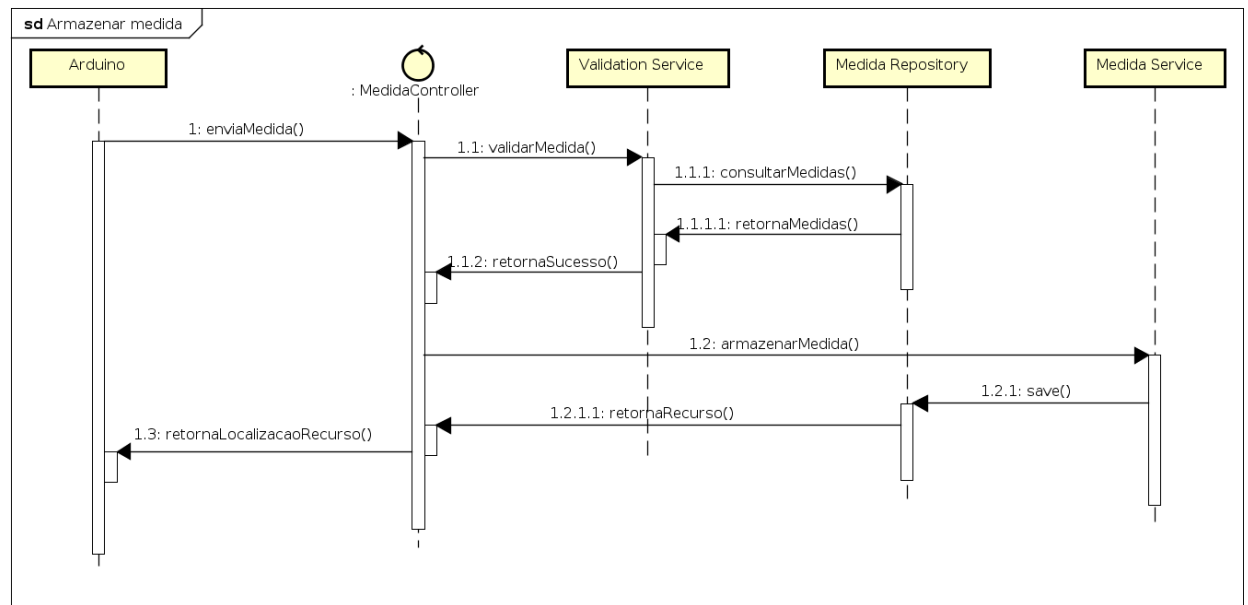 sd Armazenar medida
Arduino
: MedidaController
Validation Service
Medida Repository
Medida Service
1: enviaMedida()
1.1: validarMedida()
1.1.1: consultarMedidas()
1.1.1.1: retornaMedidas()
1.1.2: retornaSucesso()
1.2: armazenarMedida()
1.2.1: save()
1.2.1.1: retornaRecurso()
1.3: retornaLocalizacaoRecurso()